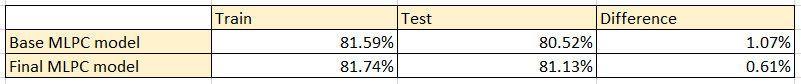 Train Test Difference
Base MLPC model 81.59% 80.52% 1.07%
Final MLPC model 81.74% 81.13% 0.61%